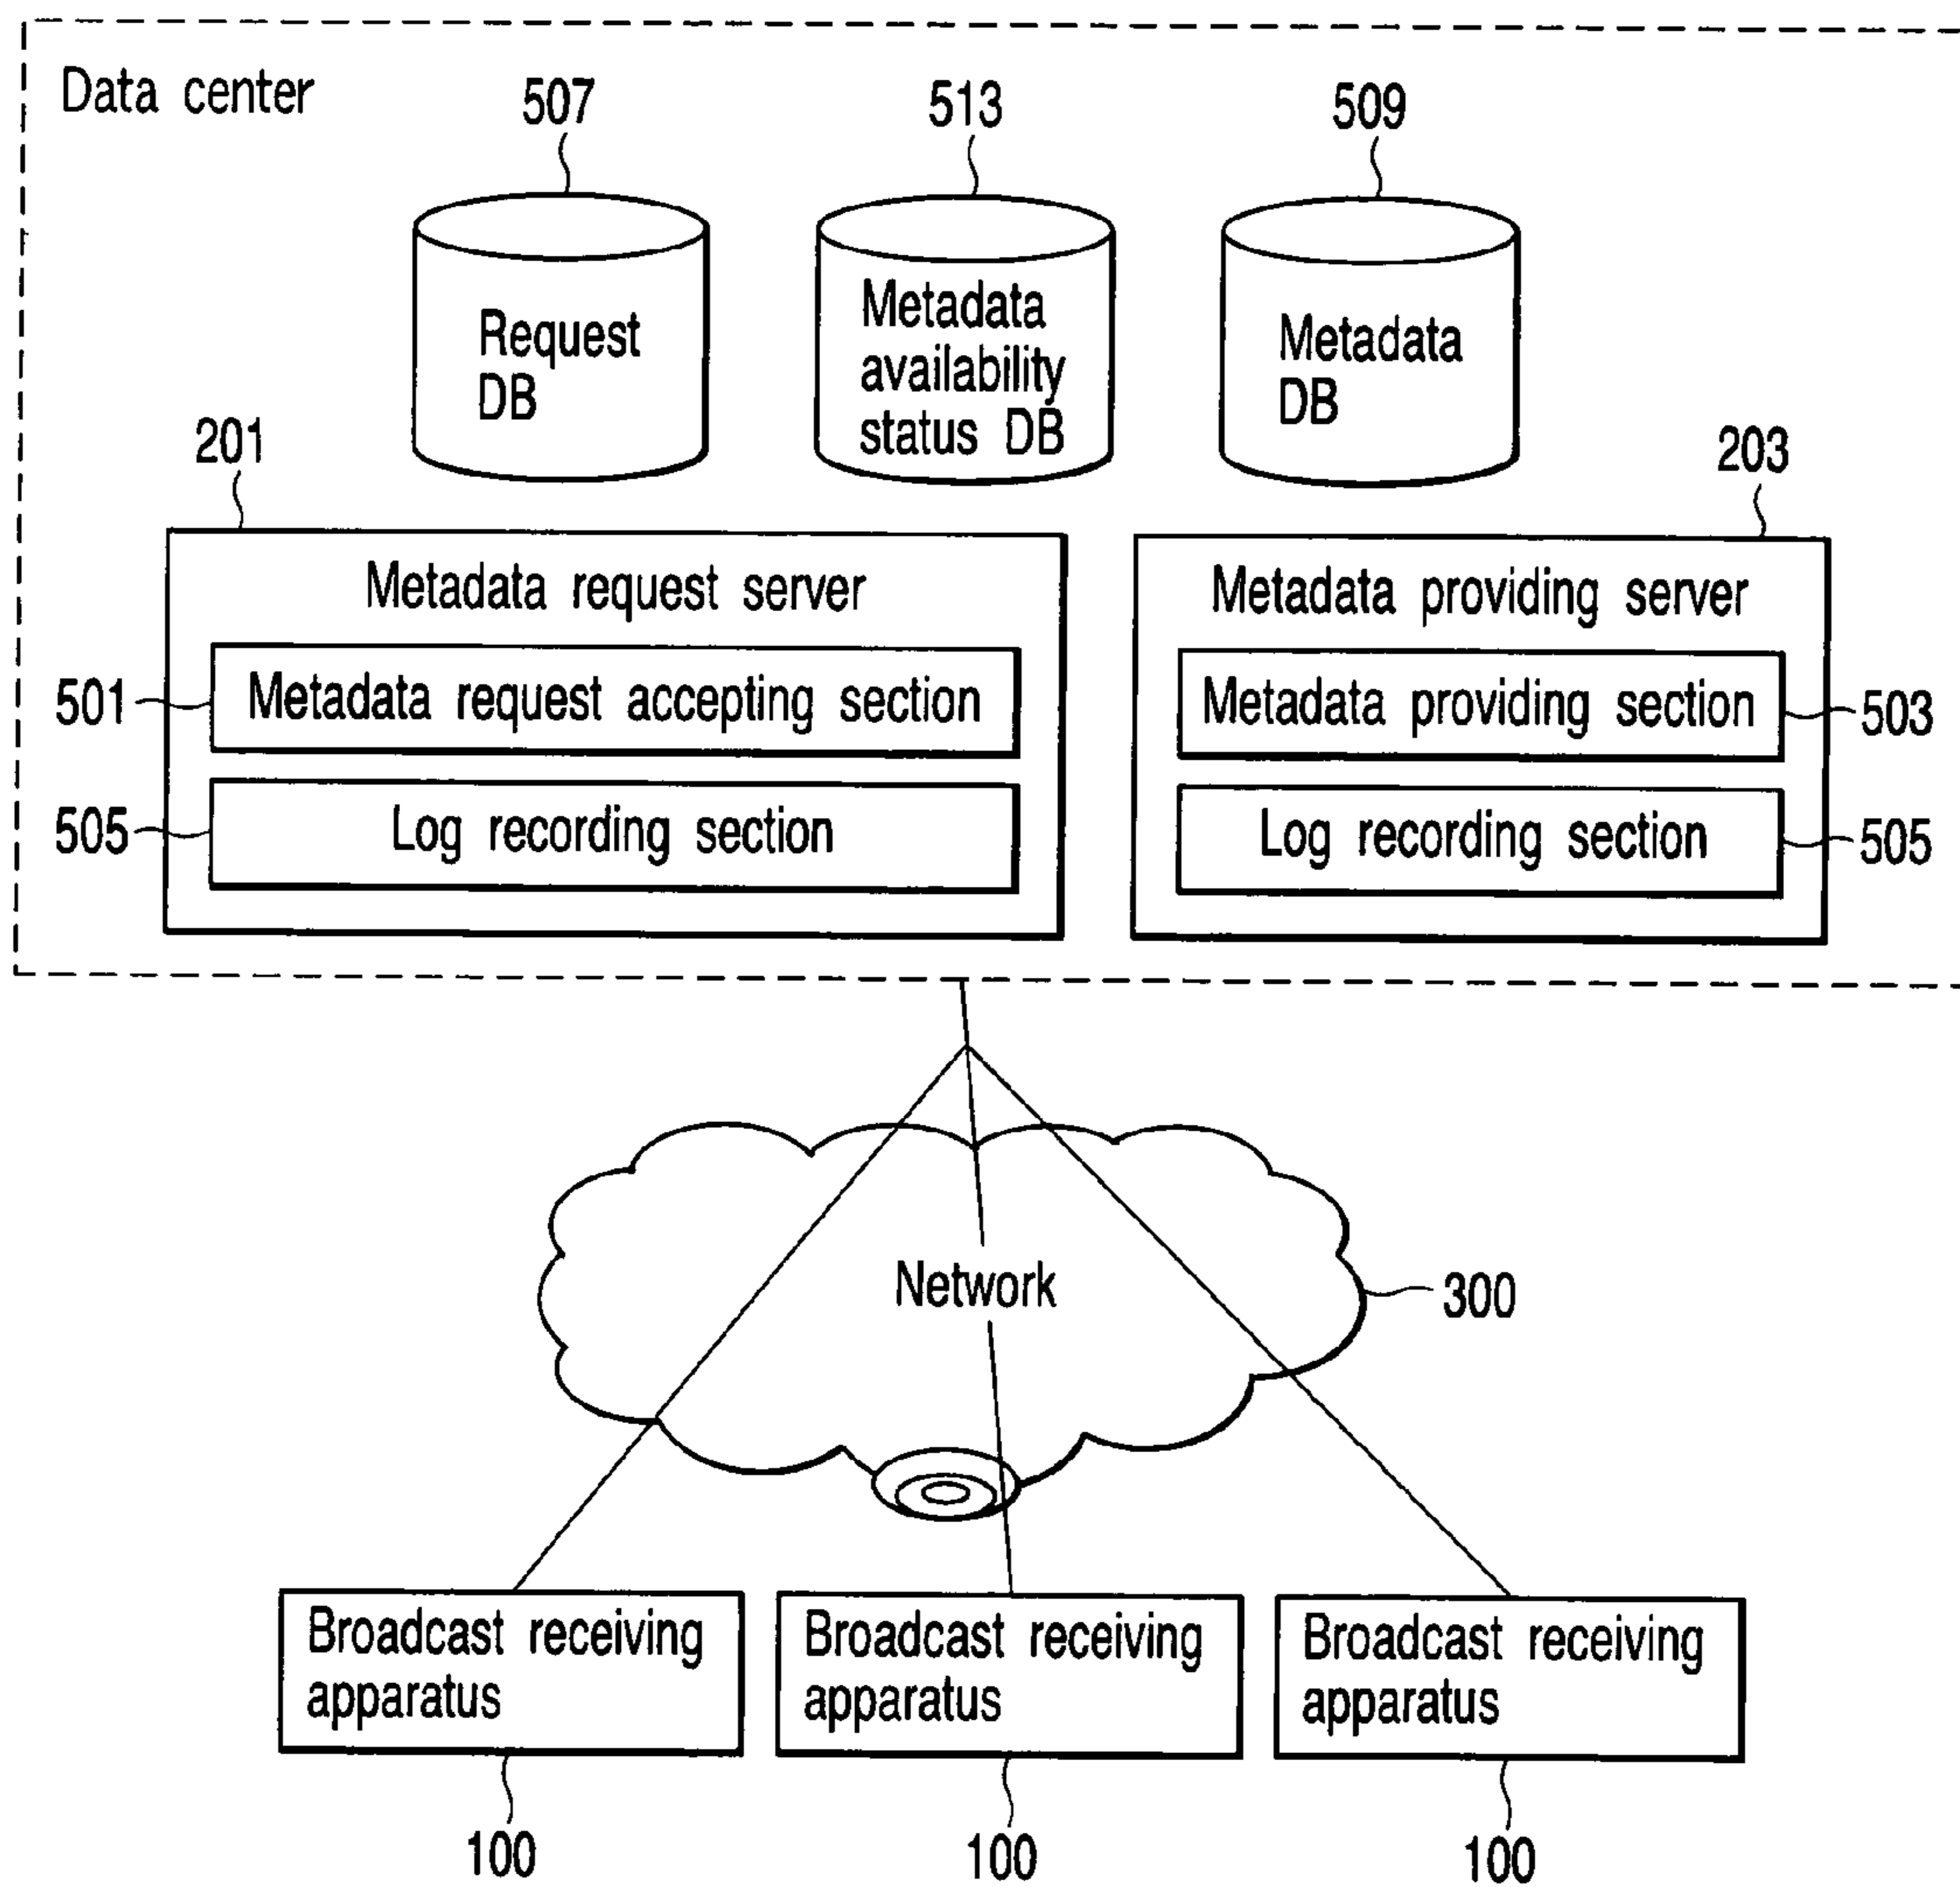 Data center
507
513
509
Request
DB
Metadata
availability
status DB
Metadata
DB
201
203
Metadata request server
Metadata providing server
501
Metadata request accepting section
Metadata providing section
503
505
Log recording section
Log recording section
505
Network
300
Broadcast receiving
apparatus
Broadcast receiving
apparatus
Broadcast receiving
apparatus
100
100
100